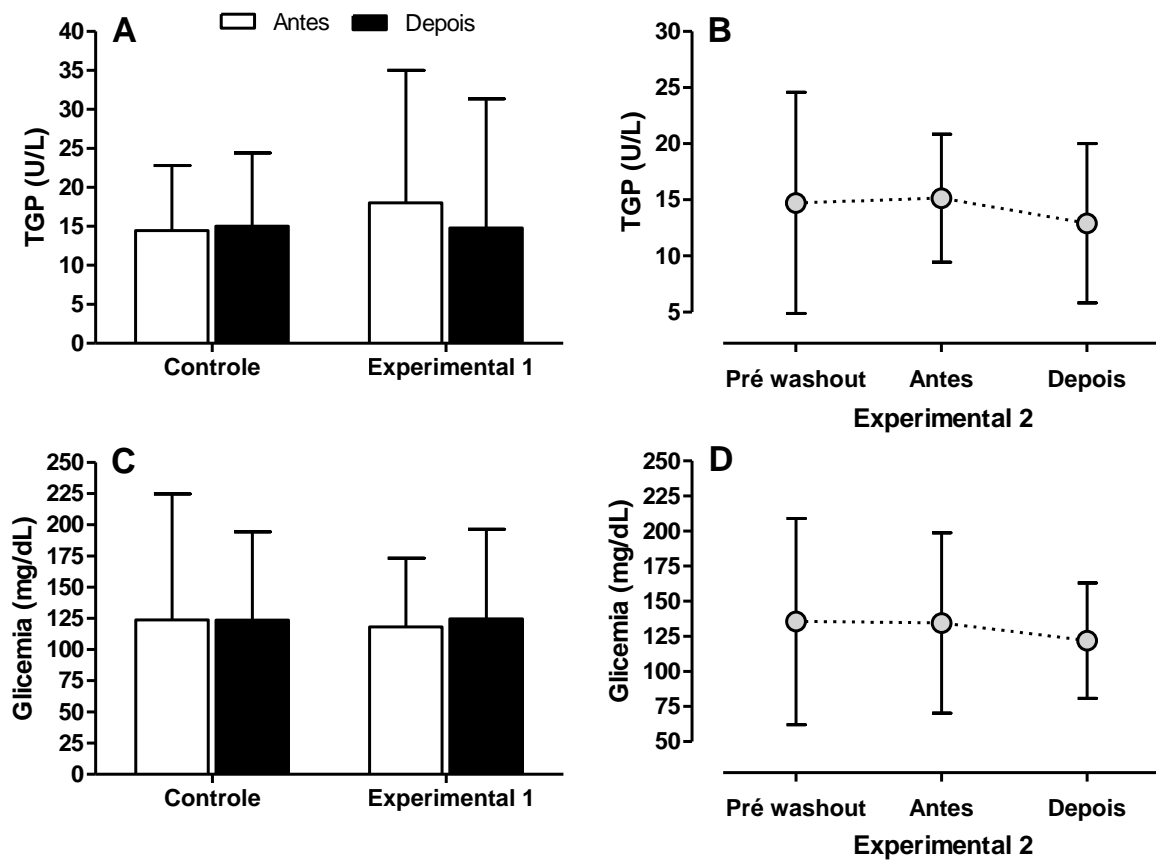 A
Antes
Depois
TGP (U/L)
40
35
30
25
20
15
10
5
0
Controle
Experimental 1
B
TGP (U/L)
30
25
20
15
10
5
Pré washout
Antes
Depois
Experimental 2
C
Glicemia (mg/dL)
250
225
200
175
150
125
100
75
50
25
0
Controle
Experimental 1
D
Glicemia (mg/dL)
250
225
200
175
150
125
100
75
50
Pré washout
Antes
Depois
Experimental 2